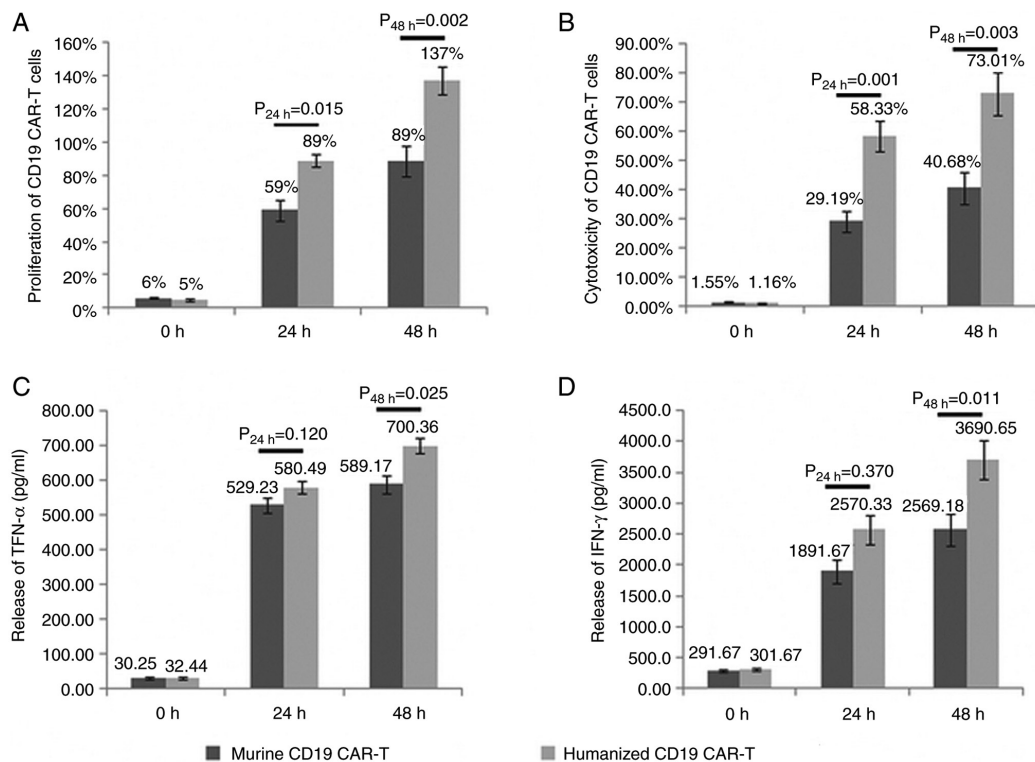 A
Proliferation of CD19 CAR-T cells
160%
140%
120%
100%
80%
60%
40%
20%
0%
6%
5%
P24 h=0.015
59%
89%
P48 h=0.002
89%
137%
0 h
24 h
48 h
B
Cytotoxicity of CD19 CAR-T cells
90.00%
80.00%
70.00%
60.00%
50.00%
40.00%
30.00%
20.00%
10.00%
0.00%
1.55%
1.16%
P24 h=0.001
29.19%
58.33%
P48 h=0.003
40.68%
73.01%
0 h
24 h
48 h
C
Release of TFN-α (pg/ml)
800.00
700.00
600.00
500.00
400.00
300.00
200.00
100.00
0.00
30.25
32.44
P24 h=0.120
529.23
580.49
P48 h=0.025
589.17
700.36
0 h
24 h
48 h
D
Release of IFN-γ (pg/ml)
4500.0
4000.0
3500.0
3000.0
2500.0
2000.0
1500.0
1000.0
500.0
0.0
291.67
301.67
P24 h=0.370
1891.67
2570.33
P48 h=0.011
2569.18
3690.65
0 h
24 h
48 h
Murine CD19 CAR-T
Humanized CD19 CAR-T